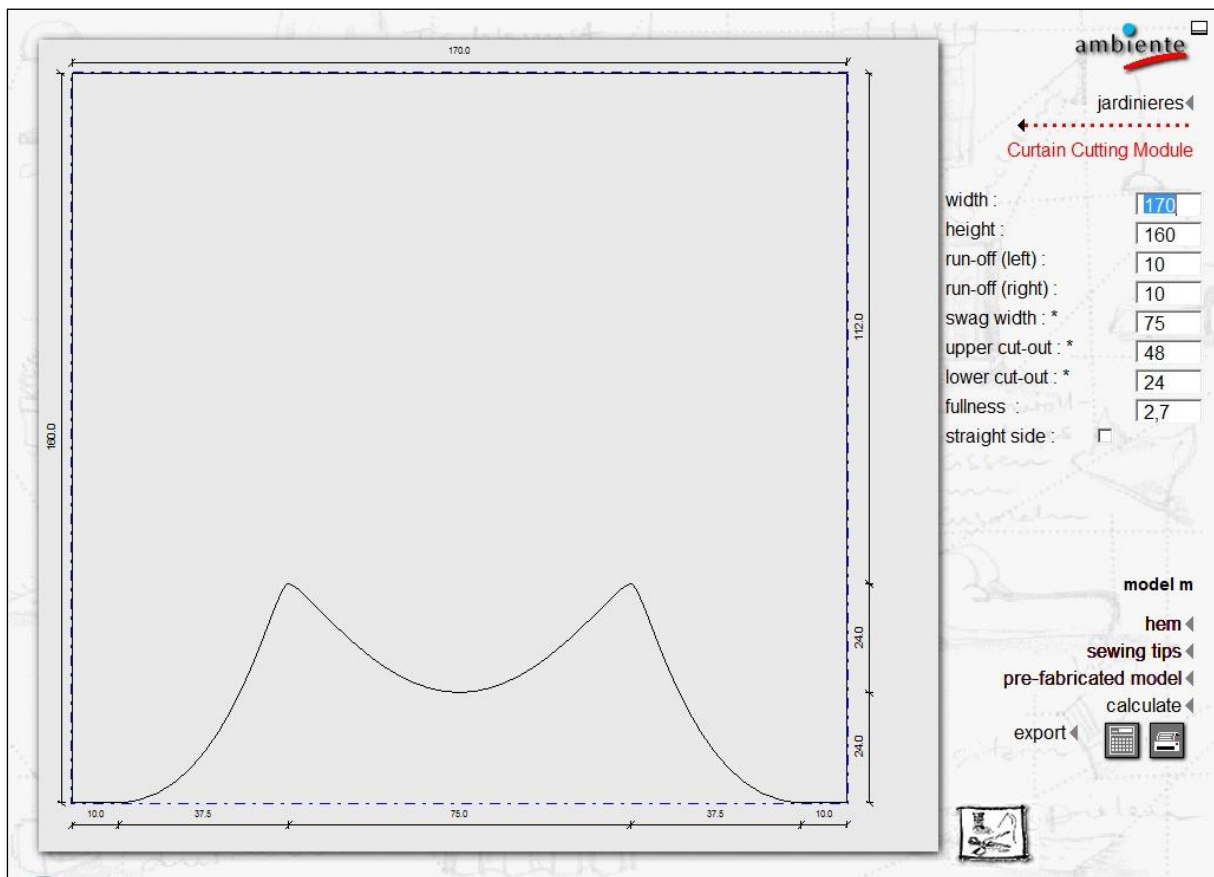 170.0
160.0
112.0
24.0
24.0
10.0
37.5
75.0
37.5
10.0
ambiente
jardinieres
Curtain Cutting Module
width : 170
height : 160
run-off (left) : 10
run-off (right) : 10
swag width : * 75
upper cut-out : * 48
lower cut-out : * 24
fullness : 2,7
straight side :
model m
hem
sewing tips
pre-fabricated model
calculate
export